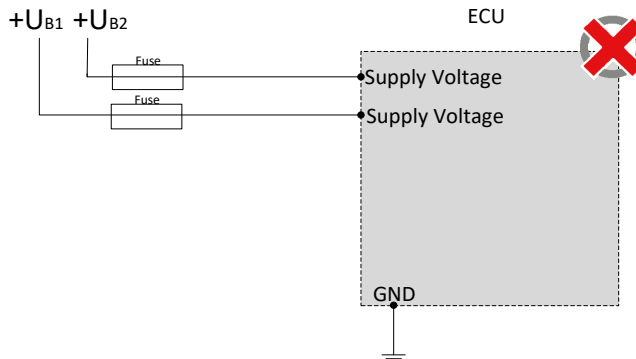 +UB1 +UB2
ECU
Fuse
Supply Voltage
Fuse
Supply Voltage
GND